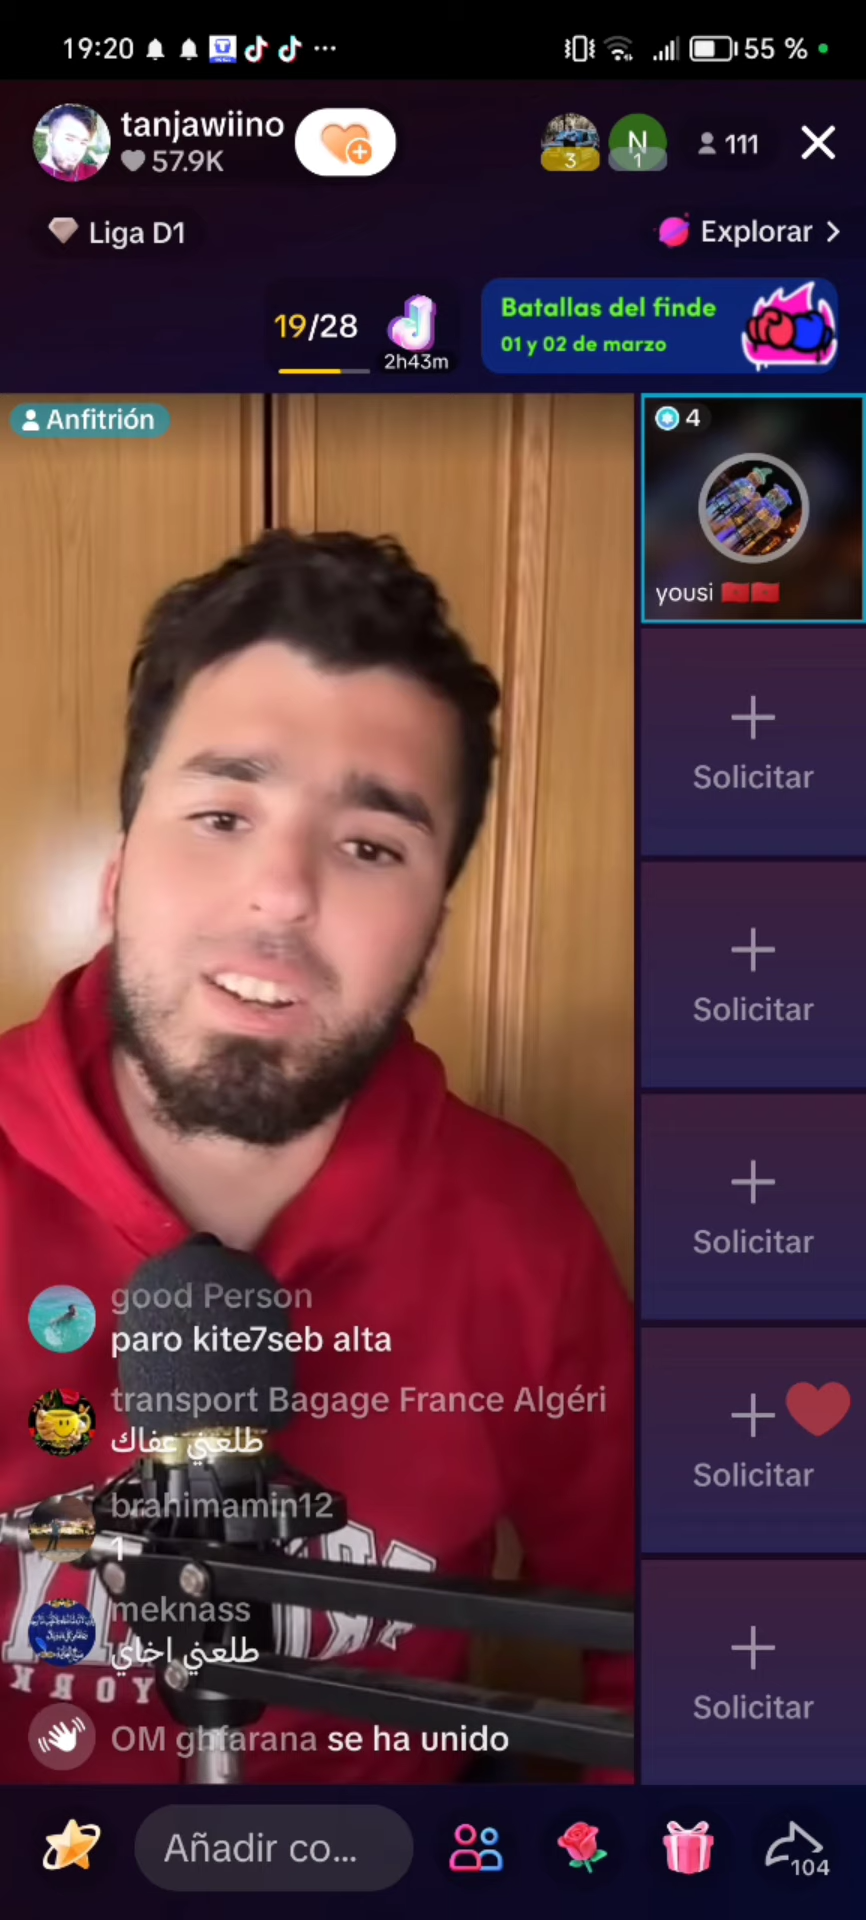 19:20
55 %
tanjawiino
57.9K
3
N
1
111
Liga D1
Explorar
19/28
2h43m
Batallas del finde
01 y 02 de marzo
Anfitrión
4
yousi
Solicitar
Solicitar
Solicitar
Solicitar
Solicitar
good Person
paro kite7seb alta
transport Bagage France Algéri
طلعني عفاك
brahimamin12
1
meknass
طلعني اخاي
YORK
OM ghfarana se ha unido
Añadir co...
104